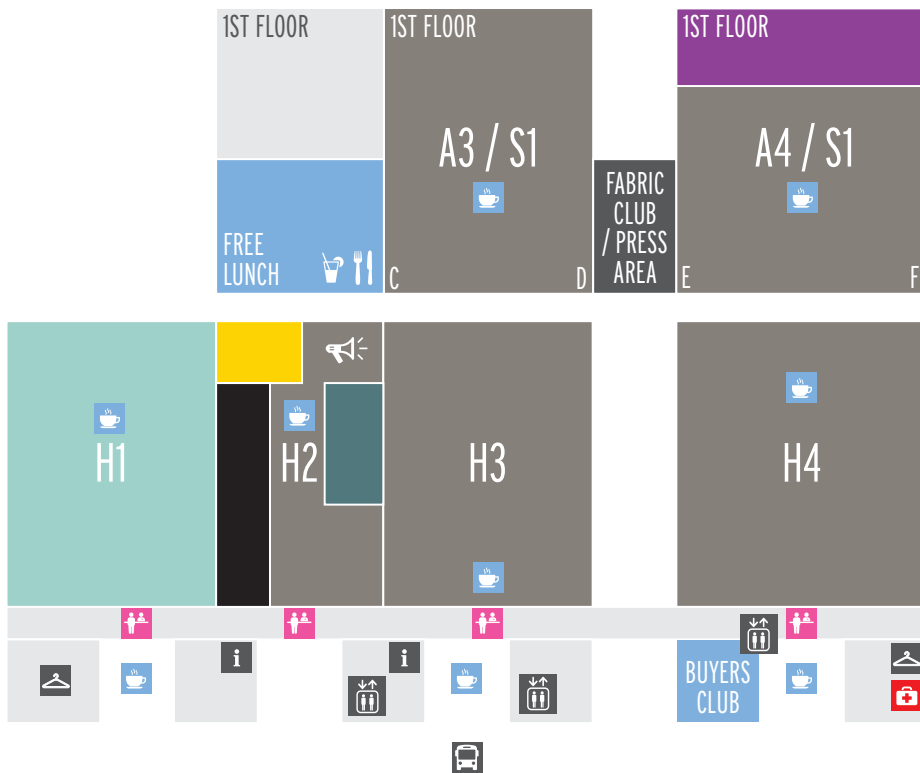 1ST FLOOR
1ST FLOOR
1ST FLOOR
A3 / S1
A4 / S1
FABRIC
CLUB
/ PRESS
AREA
FREE
LUNCH
C
D
E
F
H1
H2
H3
H4
i
i
BUYERS
CLUB